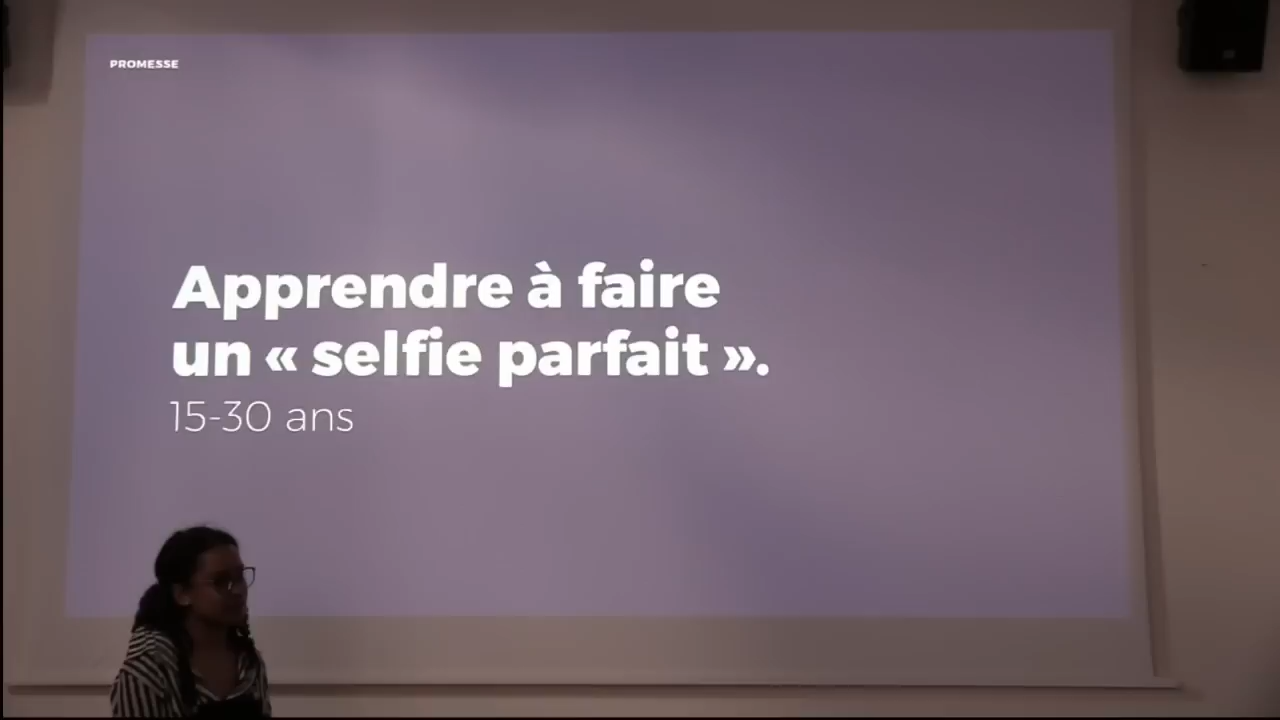 PROMESSE
Apprendre à faire
un « selfie parfait ».
15-30 ans